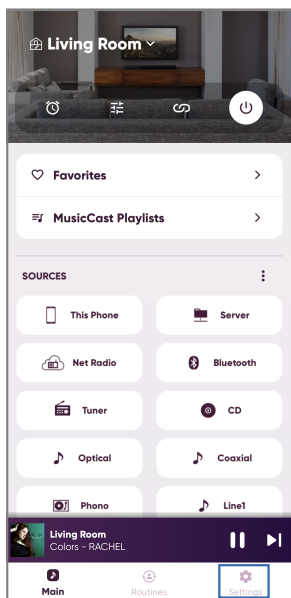 Living Room
Favorites
MusicCast Playlists
SOURCES
This Phone
Server
Net Radio
Bluetooth
Tuner
CD
Optical
Coaxial
Phono
Line1
Living Room
Colors - RACHEL
Main
Routines
Settings